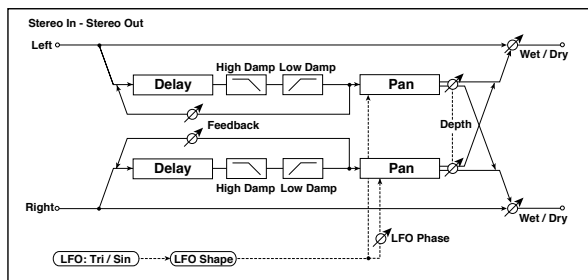 Stereo In - Stereo Out
Left
Wet / Dry
High Damp Low Damp
Delay
Pan
Feedback
Depth
Delay
Pan
High Damp Low Damp
Right
Wet / Dry
LFO Phase
LFO: Tri / Sin
LFO Shape